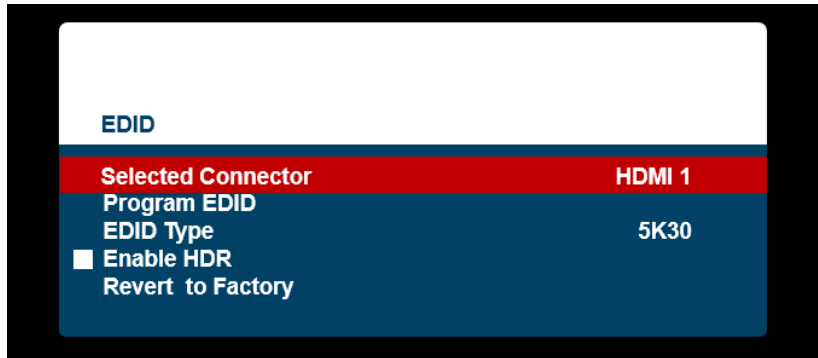 EDID
Selected Connector HDMI 1
Program EDID
EDID Type 5K30
Enable HDR
Revert to Factory